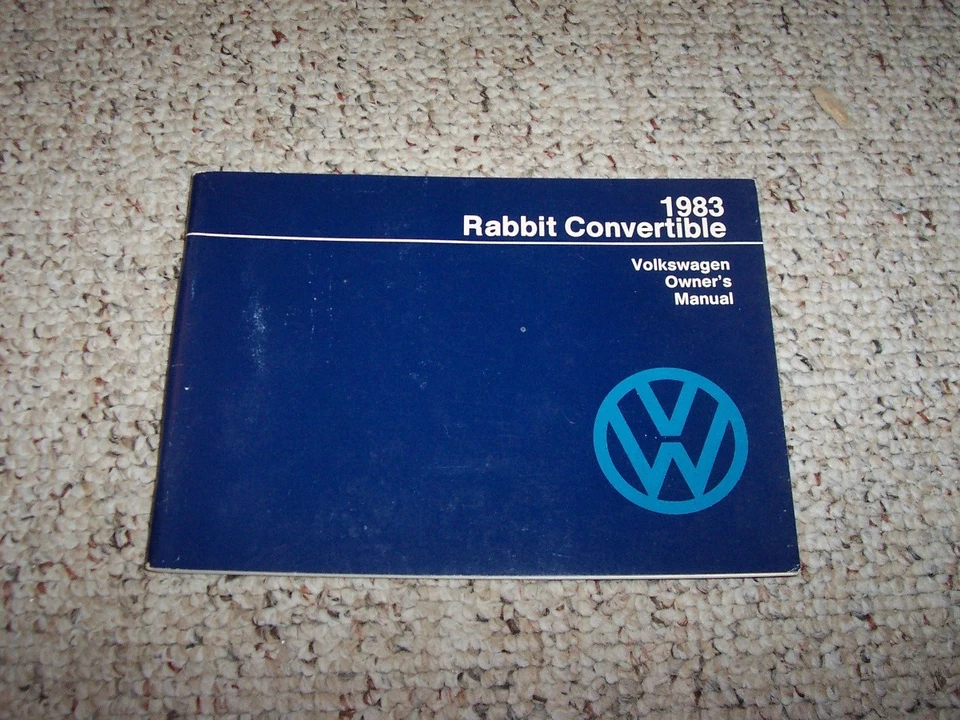 1983
Rabbit Convertible
Volkswagen
Owner's
Manual
VW